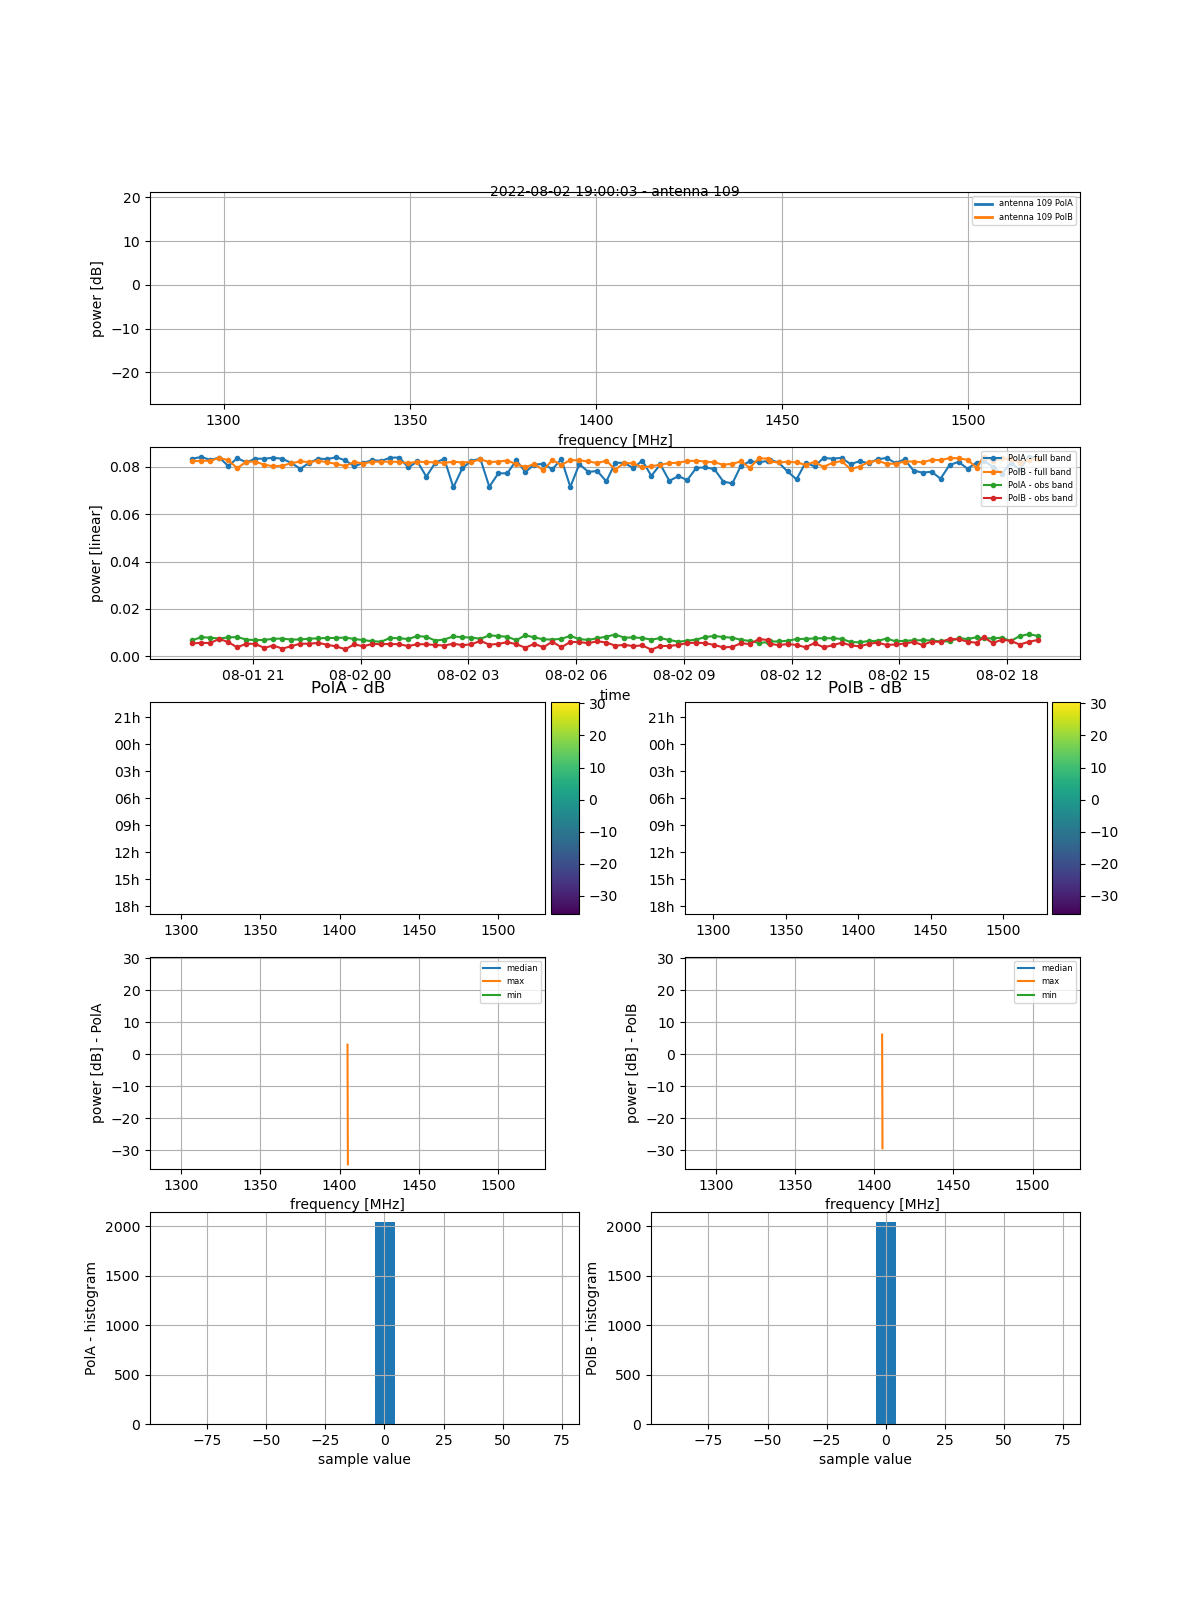 2022-08-02 19:00:03 - antenna 109
power [dB]
20
10
0
−10
−20
antenna 109 PolA
antenna 109 PolB
1300 1350 1400 1450 1500
frequency [MHz]
power [linear]
0.08
0.06
0.04
0.02
0.00
PolA - full band
PolB - full band
PolA - obs band
PolB - obs band
08-01 21 08-02 00 08-02 03 08-02 06 08-02 09 08-02 12 08-02 15 08-02 18
time
PolA - dB
21h
00h
03h
06h
09h
12h
15h
18h
1300 1350 1400 1450 1500
30
20
10
0
−10
−20
−30
PolB - dB
21h
00h
03h
06h
09h
12h
15h
18h
1300 1350 1400 1450 1500
30
20
10
0
−10
−20
−30
power [dB] - PolA
30
20
10
0
−10
−20
−30
median
max
min
1300 1350 1400 1450 1500
frequency [MHz]
power [dB] - PolB
30
20
10
0
−10
−20
−30
median
max
min
1300 1350 1400 1450 1500
frequency [MHz]
PolA - histogram
2000
1500
1000
500
0
−75 −50 −25 0 25 50 75
sample value
PolB - histogram
2000
1500
1000
500
0
−75 −50 −25 0 25 50 75
sample value